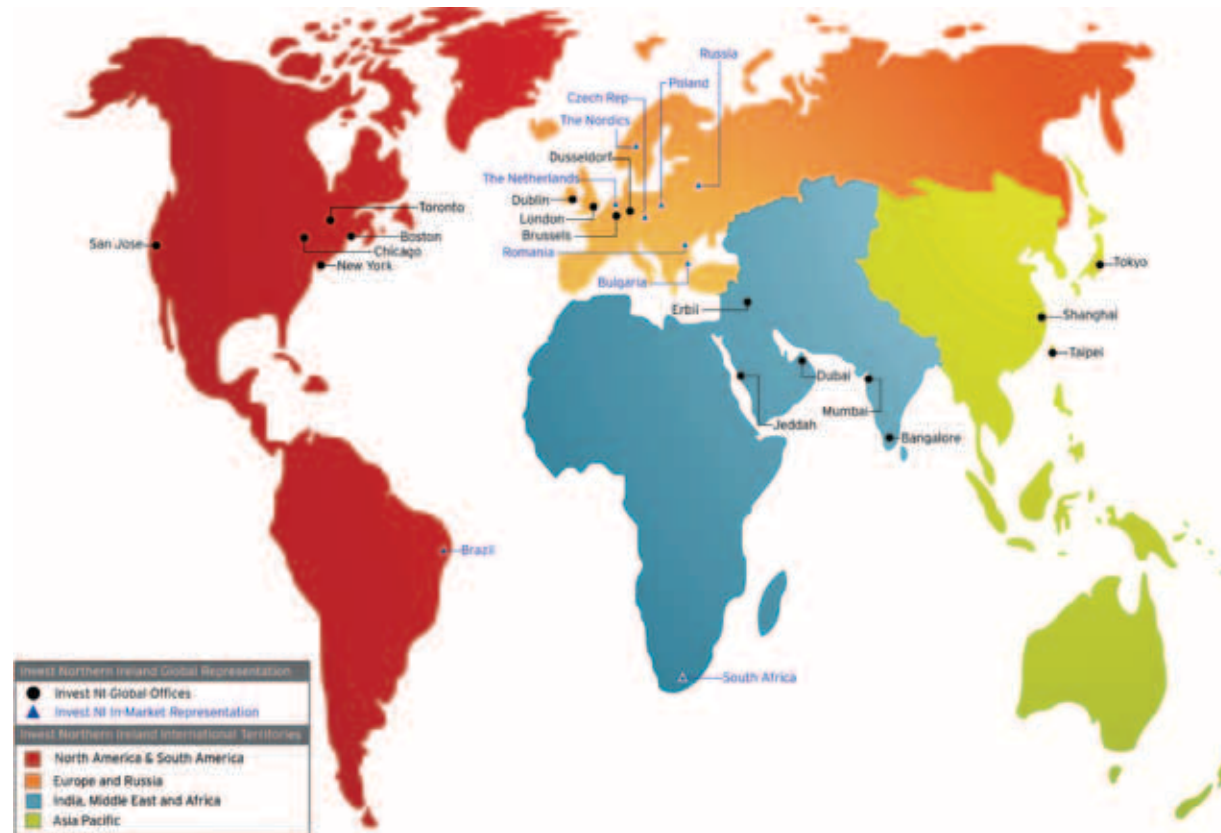 Russia
Poland
Czech Rep
The Nordics
Dusseldorf
The Netherlands
Dublin
London
Brussels
Romania
Bulgaria
Toronto
Boston
San Jose
Chicago
New York
Tokyo
Erbil
Shanghai
Taipei
Dubai
Mumbai
Jeddah
Bangalore
Brazil
South Africa
Invest Northern Ireland Global Representation
Invest NI Global Offices
Invest NI In-Market Representation
Invest Northern Ireland International Territories
North America & South America
Europe and Russia
India, Middle East and Africa
Asia Pacific